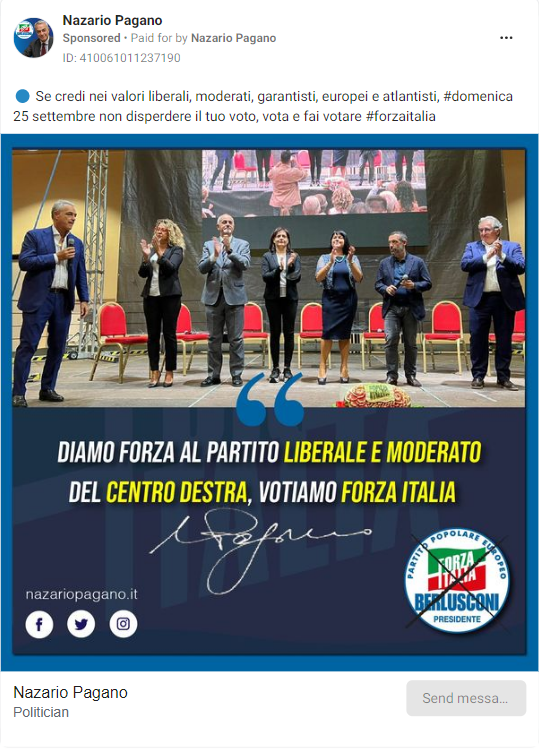 Nazario Pagano
Sponsored • Paid for by Nazario Pagano
ID: 410061011237190
Se credi nei valori liberali, moderati, garantisti, europei e atlantisti, #domenica
25 settembre non disperdere il tuo voto, vota e fai votare #forzaitalia
DIAMO FORZA AL PARTITO LIBERALE E MODERATO
DEL CENTRO DESTRA, VOTIAMO FORZA ITALIA
nazariopagano.it
PARTITO POPOLARE EUROPEO
FORZA
ITALIA
BERLUSCONI
PRESIDENTE
Nazario Pagano
Politician
Send messa...